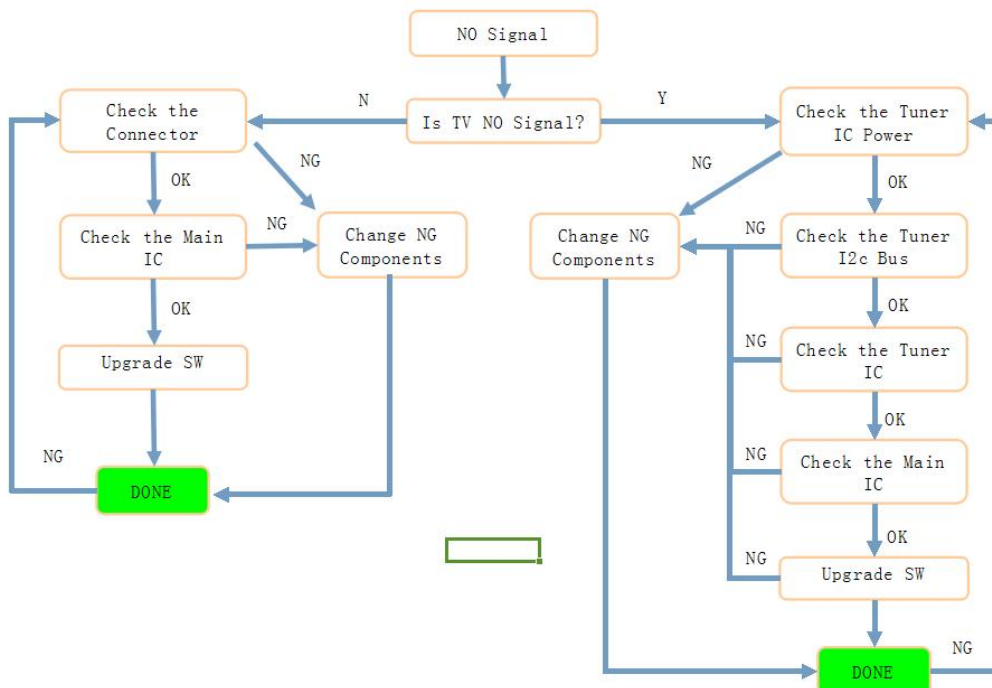 NO Signal
Is TV NO Signal?
N
Y
Check the
Connector
NG
OK
Check the Main
IC
NG
Change NG
Components
OK
Upgrade SW
NG
DONE
Check the Tuner
IC Power
NG
OK
Change NG
Components
NG
Check the Tuner
I2c Bus
OK
NG
Check the Tuner
IC
OK
NG
Check the Main
IC
OK
NG
Upgrade SW
DONE
NG